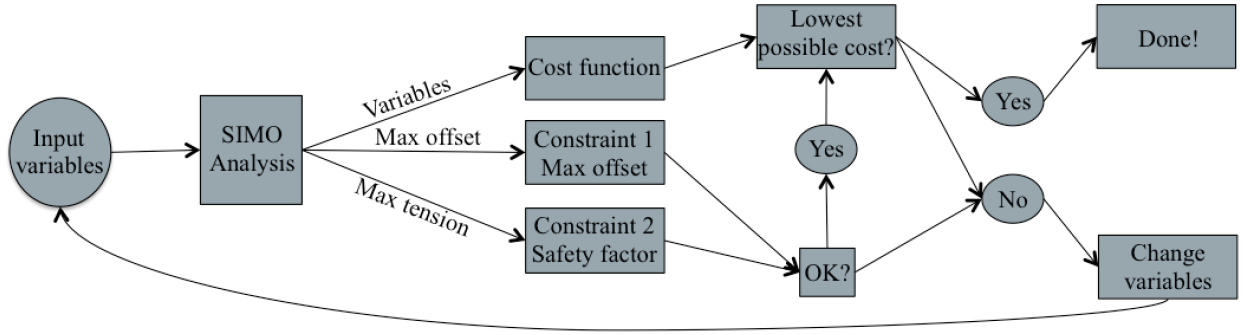 Input
variables
SIMO
Analysis
Variables
Max offset
Max tension
Cost function
Constraint 1
Max offset
Constraint 2
Safety factor
Lowest
possible cost?
Yes
OK?
Yes
No
Done!
Change
variables